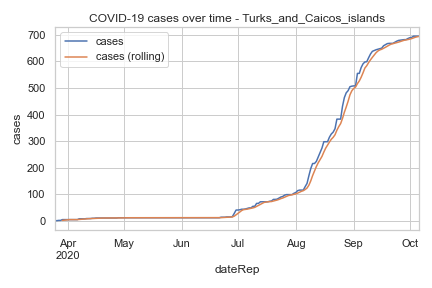 COVID-19 cases over time - Turks_and_Caicos_islands
cases
cases (rolling)
700
600
500
400
300
200
100
0
cases
Apr May Jun Jul Aug Sep Oct
2020
dateRep